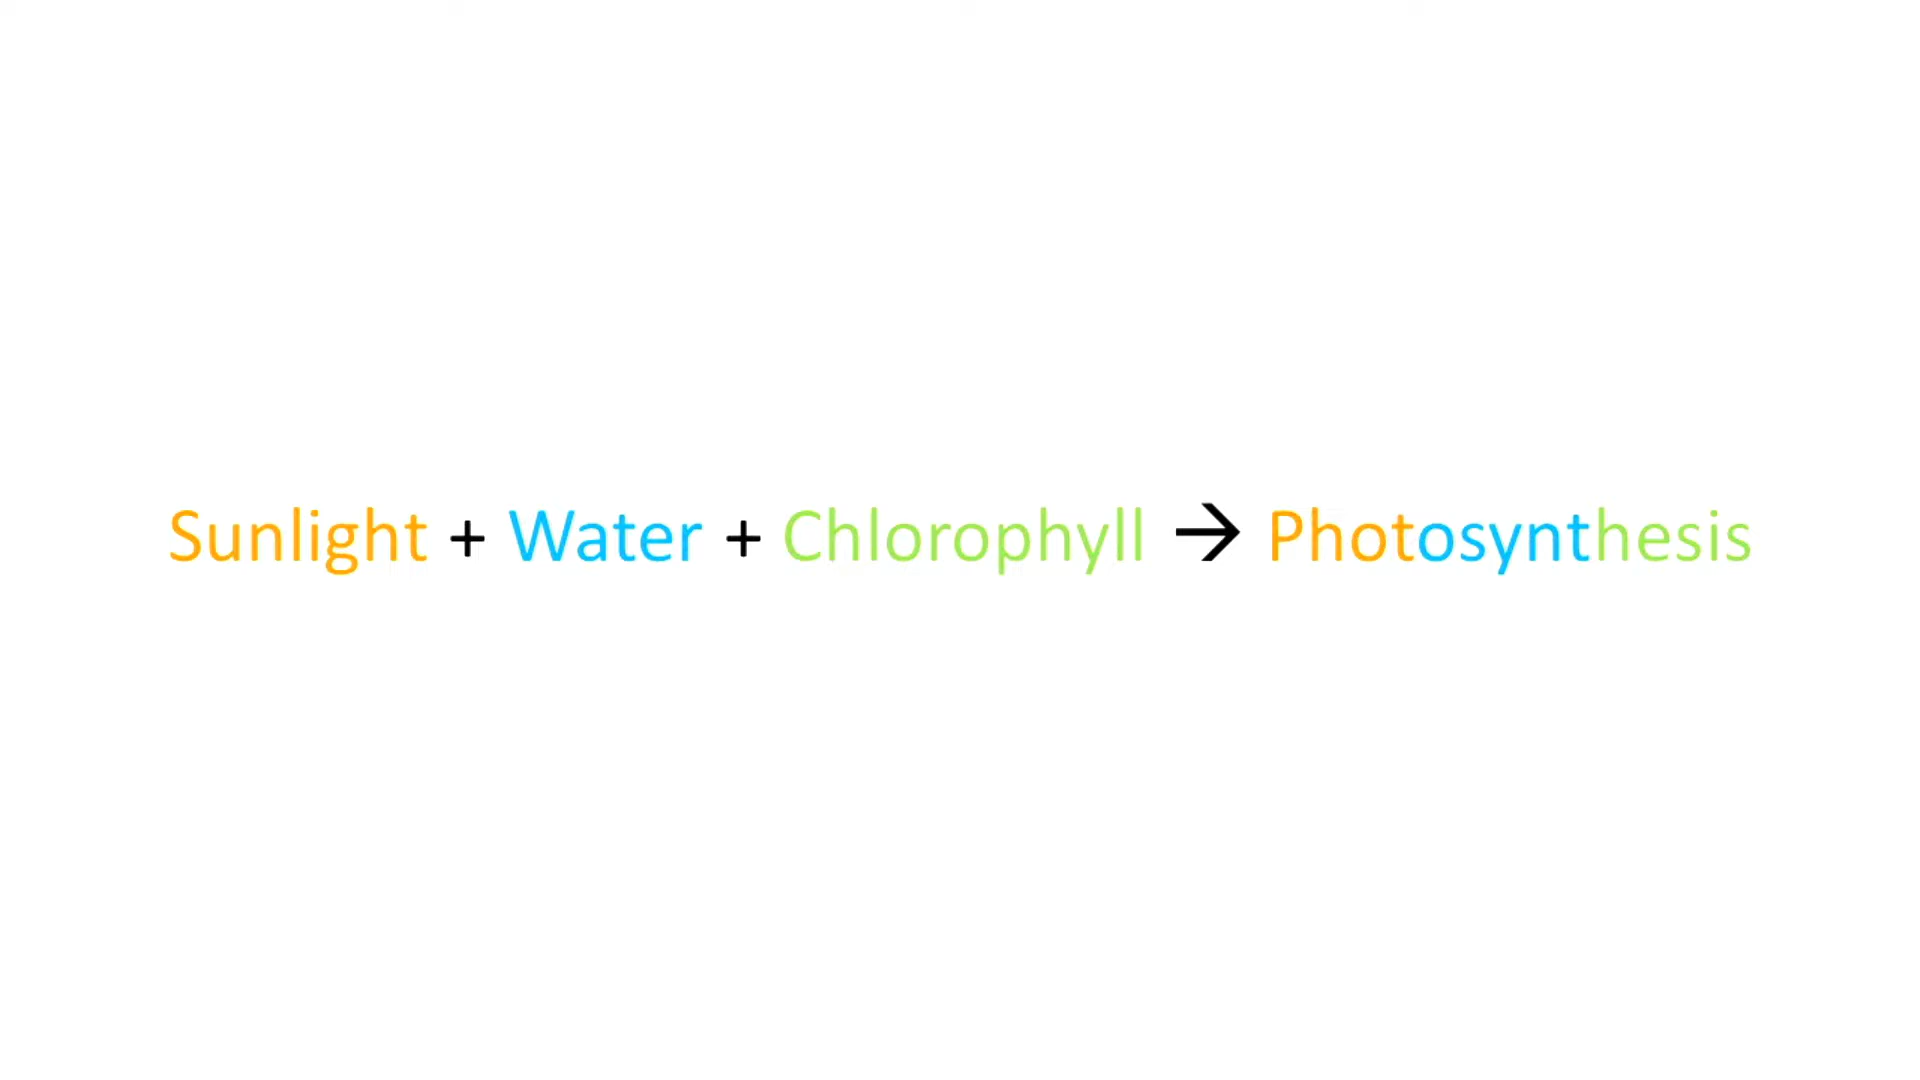 Sunlight + Water + Chlorophyll → Photosynthesis